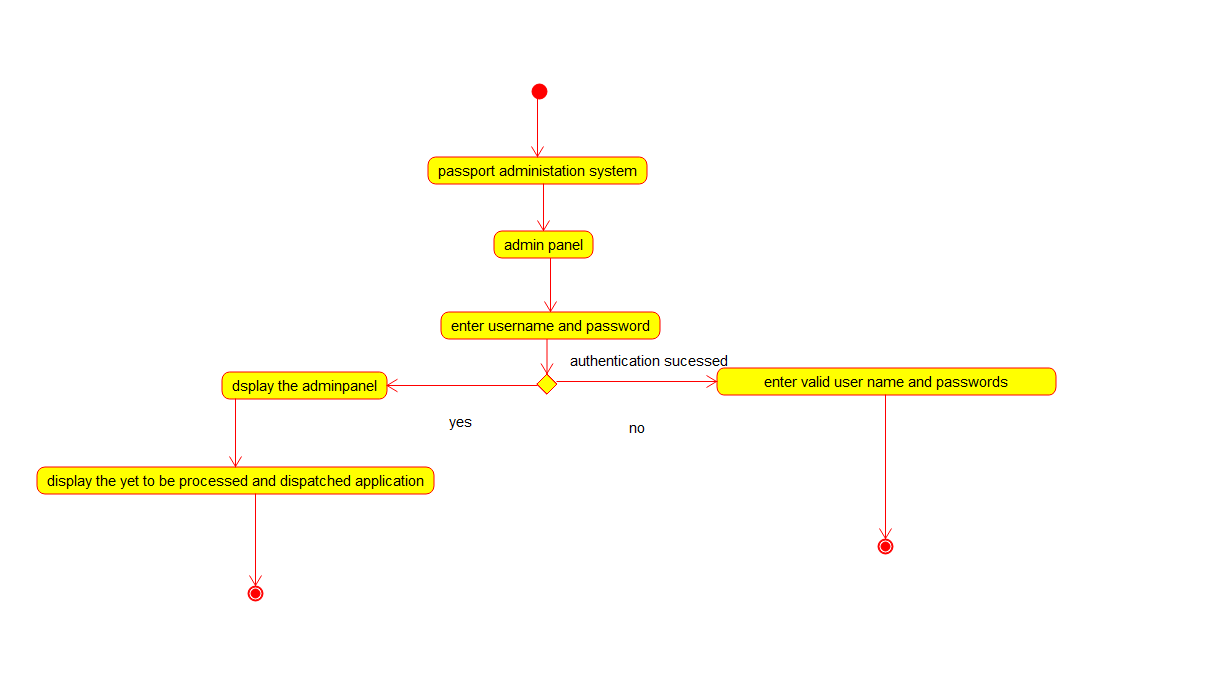 passport administation system
admin panel
enter username and password
authentication sucessed
dsplay the adminpanel
enter valid user name and passwords
yes
no
display the yet to be processed and dispatched application